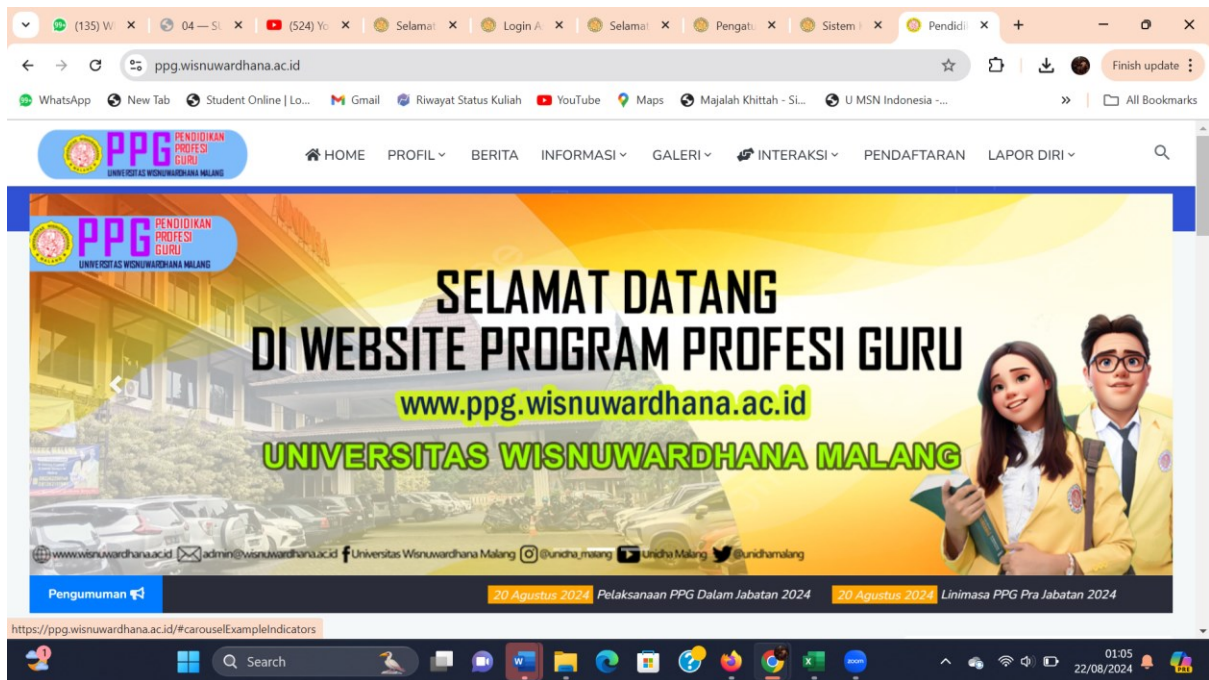 (135) W
04 — SL
(524) Yo
Selamat
Login A
Selamat
Pengatu
Sistem
Pendidi
ppg.wisnuwardhana.ac.id
Finish update
WhatsApp
New Tab
Student Online | Lo...
Gmail
Riwayat Status Kuliah
YouTube
Maps
Majalah Khittah - Si...
U MSN Indonesia -...
»
All Bookmarks
PPG PENDIDIKAN PROFESI GURU
UNIVERSITAS WISNUWARDHANA MALANG
HOME
PROFIL
BERITA
INFORMASI
GALERI
INTERAKSI
PENDAFTARAN
LAPOR DIRI
PPG PENDIDIKAN PROFESI GURU
UNIVERSITAS WISNUWARDHANA MALANG
SELAMAT DATANG
DI WEBSITE PROGRAM PROFESI GURU
www.ppg.wisnuwardhana.ac.id
UNIVERSITAS WISNUWARDHANA MALANG
www.wisnuwardhana.ac.id admin@wisnuwardhana.ac.id Universitas Wisnuwardhana Malang @unidha_malang Unidha Malang @unidhamalang
Pengumuman
20 Agustus 2024 Pelaksanaan PPG Dalam Jabatan 2024
20 Agustus 2024 Linimasa PPG Pra Jabatan 2024
https://ppg.wisnuwardhana.ac.id/#carouselExampleIndicators
1
Search
zoom
01:05
22/08/2024
PRE